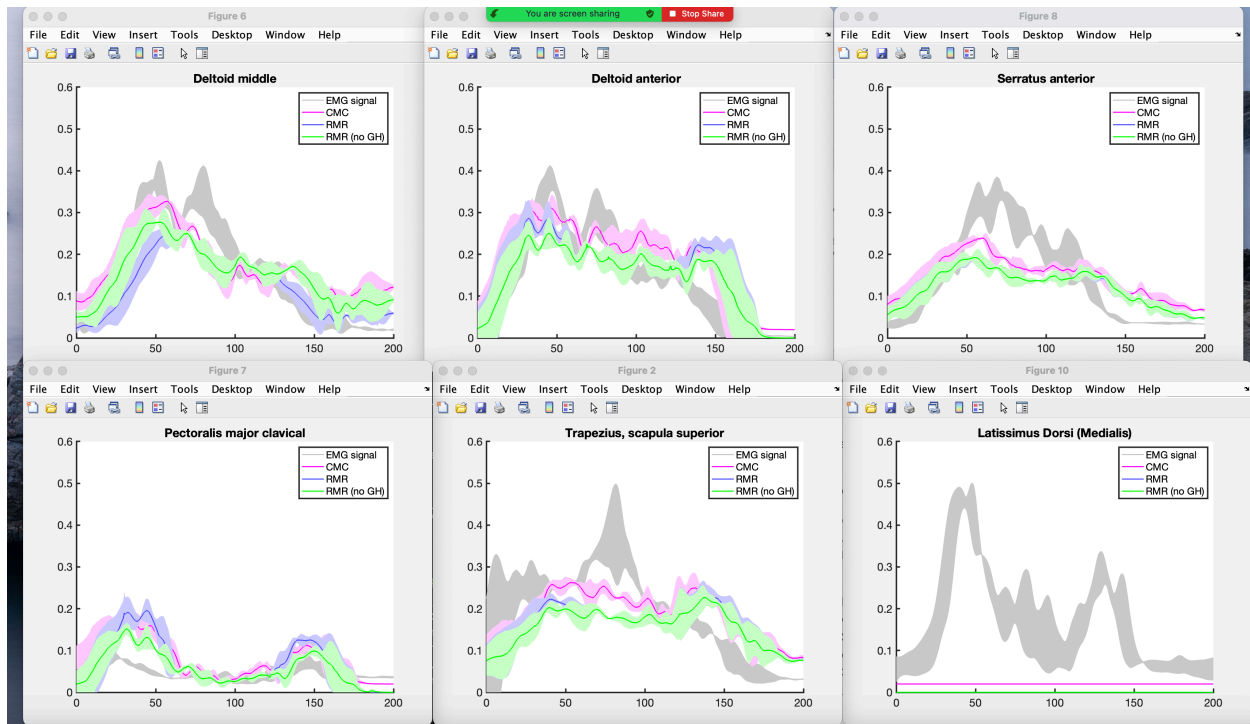 Figure 6
File Edit View Insert Tools Desktop Window Help
Deltoid middle
0.6
0.5
0.4
0.3
0.2
0.1
0
0 50 100 150 200
EMG signal
CMC
RMR
RMR (no GH)
You are screen sharing
Stop Share
File Edit View Insert Tools Desktop Window Help
Deltoid anterior
0.6
0.5
0.4
0.3
0.2
0.1
0
0 50 100 150 200
EMG signal
CMC
RMR
RMR (no GH)
Figure 8
File Edit View Insert Tools Desktop Window Help
Serratus anterior
0.6
0.5
0.4
0.3
0.2
0.1
0
0 50 100 150 200
EMG signal
CMC
RMR
RMR (no GH)
Figure 7
File Edit View Insert Tools Desktop Window Help
Pectoralis major clavical
0.6
0.5
0.4
0.3
0.2
0.1
0
0 50 100 150 200
EMG signal
CMC
RMR
RMR (no GH)
Figure 2
File Edit View Insert Tools Desktop Window Help
Trapezius, scapula superior
0.6
0.5
0.4
0.3
0.2
0.1
0
0 50 100 150 200
EMG signal
CMC
RMR
RMR (no GH)
Figure 10
File Edit View Insert Tools Desktop Window Help
Latissimus Dorsi (Medialis)
0.6
0.5
0.4
0.3
0.2
0.1
0
0 50 100 150 200
EMG signal
CMC
RMR
RMR (no GH)